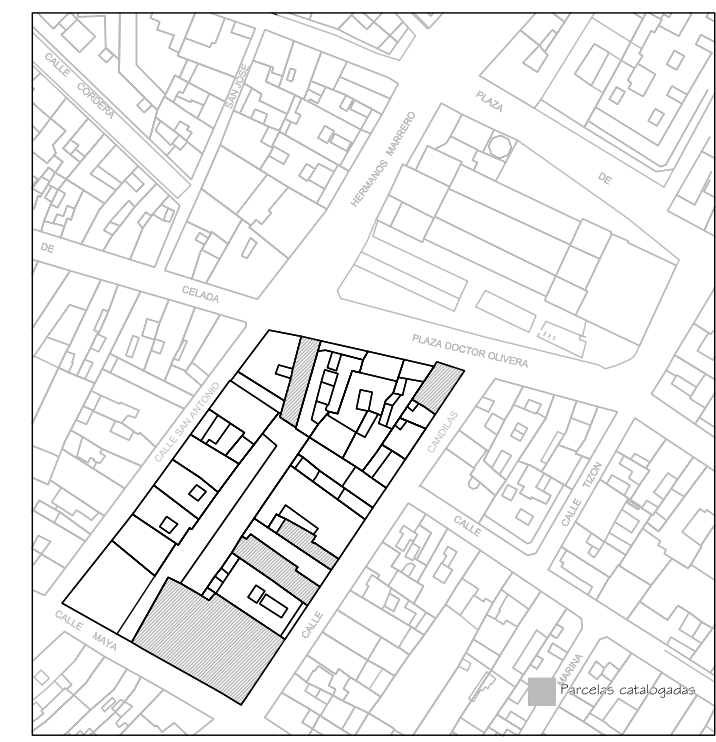 CALLE CORDERA
SAN JOSE
HERMANOS MARRERO
PLAZA
DE
DE
CELADA
PLAZA DOCTOR OLIVERA
CALLE SAN ANTONIO
CANDILAS
CALLE
CALLE TIZON
CALLE MAYA
CALLE
MARINA
Parcelas catalogadas